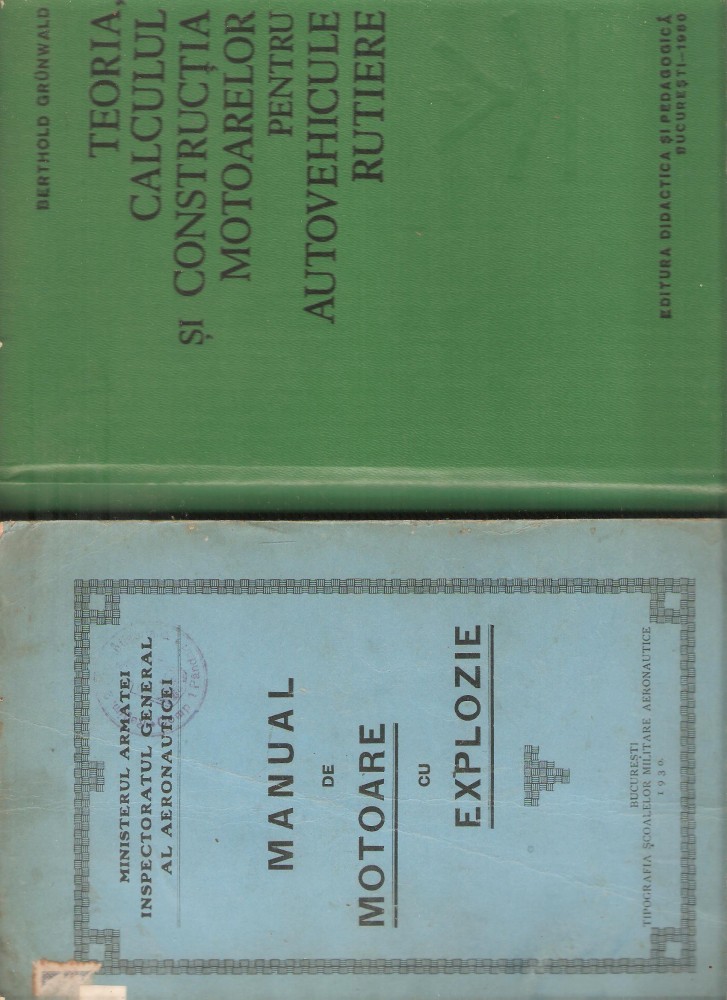 BERTHOLD GRÜNWALD
TEORIA,
CALCULUL
ȘI CONSTRUCȚIA
MOTOARELOR
PENTRU
AUTOVEHICULE
RUTIERE
EDITURA DIDACTICĂ ȘI PEDAGOGICĂ
BUCUREȘTI—1980
MINISTERUL ARMATEI
INSPECTORATUL GENERAL
AL AERONAUTICEI
MANUAL
DE
MOTOARE
CU
EXPLOZIE
BUCUREȘTI
TIPOGRAFIA ȘCOALELOR MILITARE AERONAUTICE
1930.